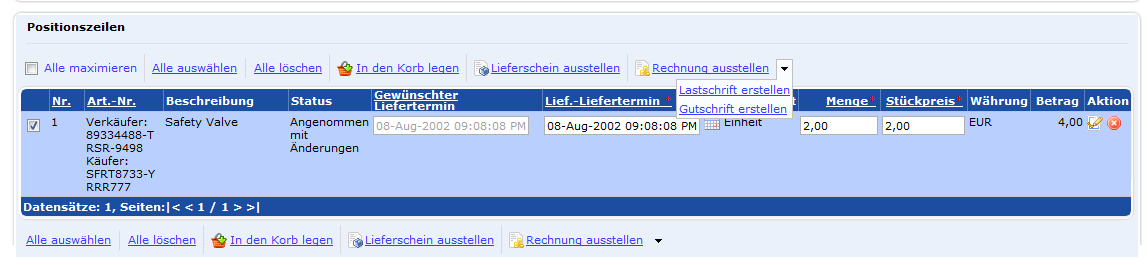 Positionszeilen
Alle maximieren Alle auswählen Alle löschen In den Korb legen Lieferschein ausstellen Rechnung ausstellen
Lastschrift erstellen
Gutschrift erstellen
Nr. Art.-Nr. Beschreibung Status Gewünschter Liefertermin Lief.-Liefertermin * Menge* Stückpreis* Währung Betrag Aktion
1 Verkäufer: Safety Valve Angenommen 08-Aug-2002 09:08:08 PM 08-Aug-2002 09:08:08 PM Einheit 2,00 2,00 EUR 4,00
89334488-T mit
RSR-9498 Änderungen
Käufer:
SFRT8733-Y
RRR777
Datensätze: 1, Seiten:|< < 1 / 1 > >|
Alle auswählen Alle löschen In den Korb legen Lieferschein ausstellen Rechnung ausstellen